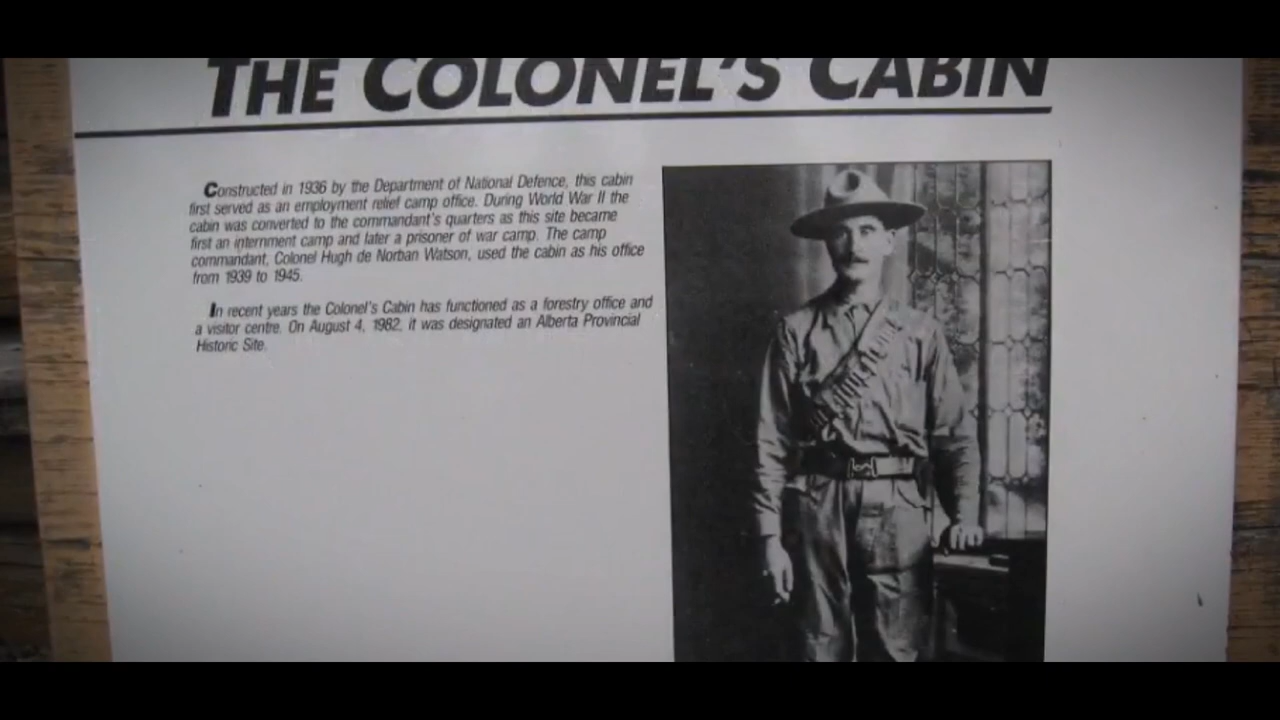 THE COLONEL'S CABIN
Constructed in 1936 by the Department of National Defence, this cabin
first served as an employment relief camp office. During World War II the
cabin was converted to the commandant's quarters as this site became
first an internment camp and later a prisoner of war camp. The camp
commandant, Colonel Hugh de Norban Watson, used the cabin as his office
from 1939 to 1945.
In recent years the Colonel's Cabin has functioned as a forestry office and
a visitor centre. On August 4, 1982, it was designated an Alberta Provincial
Historic Site.